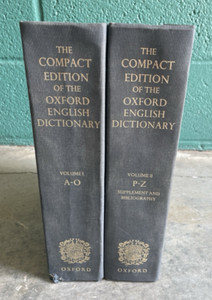 THE
COMPACT
EDITION
OF THE
OXFORD
ENGLISH
DICTIONARY
VOLUME I
A-O
OXFORD
THE
COMPACT
EDITION
OF THE
OXFORD
ENGLISH
DICTIONARY
VOLUME II
P-Z
SUPPLEMENT AND
BIBLIOGRAPHY
OXFORD